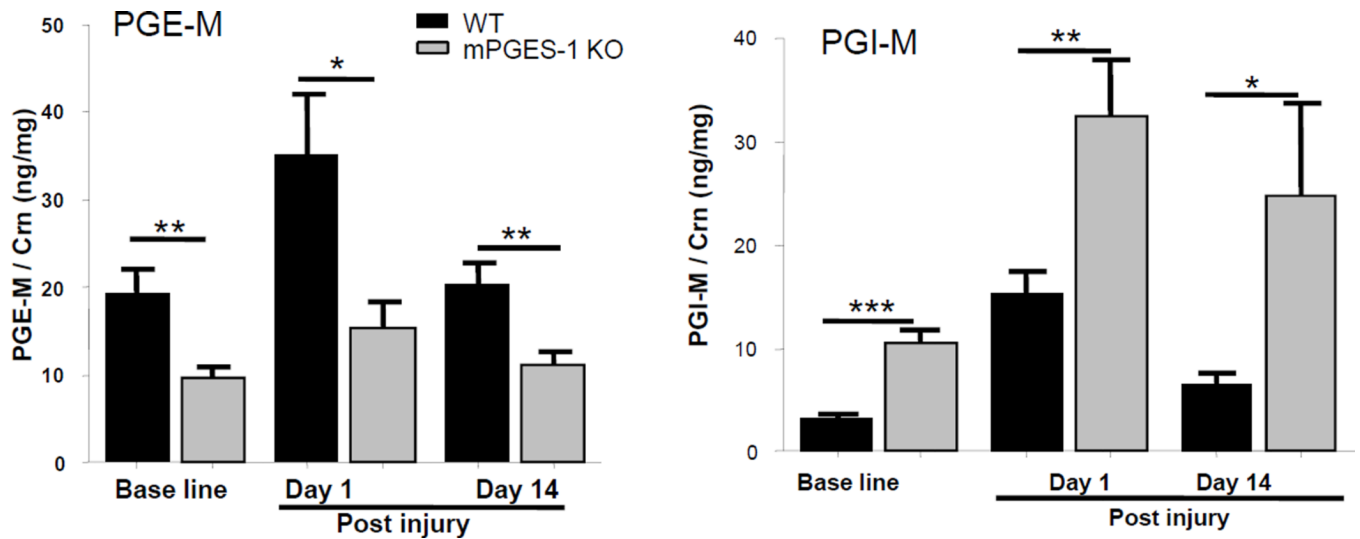 PGE-M
WT
mPGES-1 KO
PGE-M / Crn (ng/mg)
50
40
30
20
10
0
**
*
**
Base line Day 1 Day 14
Post injury
PGI-M
PGI-M / Crn (ng/mg)
40
30
20
10
0
***
**
*
Base line Day 1 Day 14
Post injury